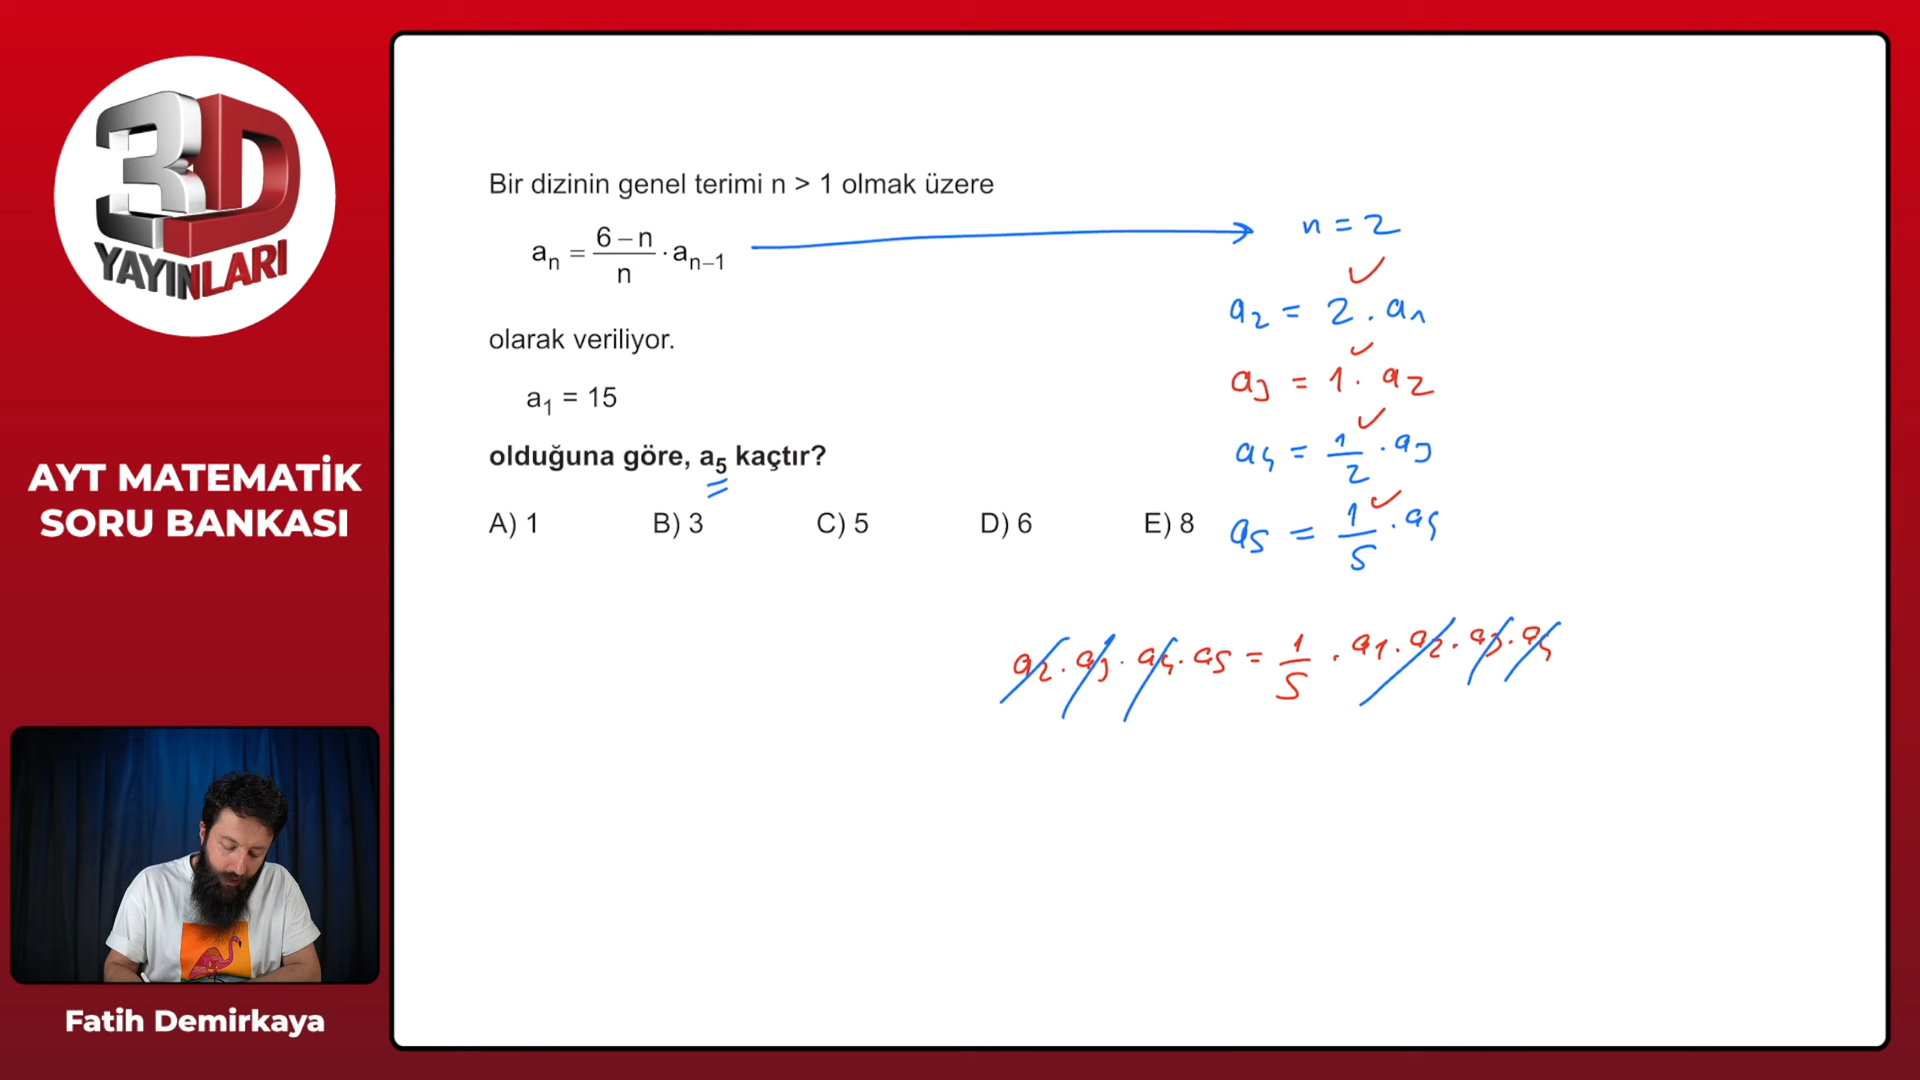 3D
YAYINLARI
AYT MATEMATİK
SORU BANKASI
Fatih Demirkaya
Bir dizinin genel terimi n > 1 olmak üzere
aₙ = (6 – n)/n · aₙ₋₁
olarak veriliyor.
a₁ = 15
olduğuna göre, a₅ kaçtır?
A) 1 B) 3 C) 5 D) 6 E) 8
n = 2
a₂ = 2 . a₁
a₃ = 1 . a₂
a₄ = 1/2 . a₃
a₅ = 1/5 . a₄
a₂ . a₃ . a₄ . a₅ = 1/5 . a₁ . a₂ . a₃ . a₄